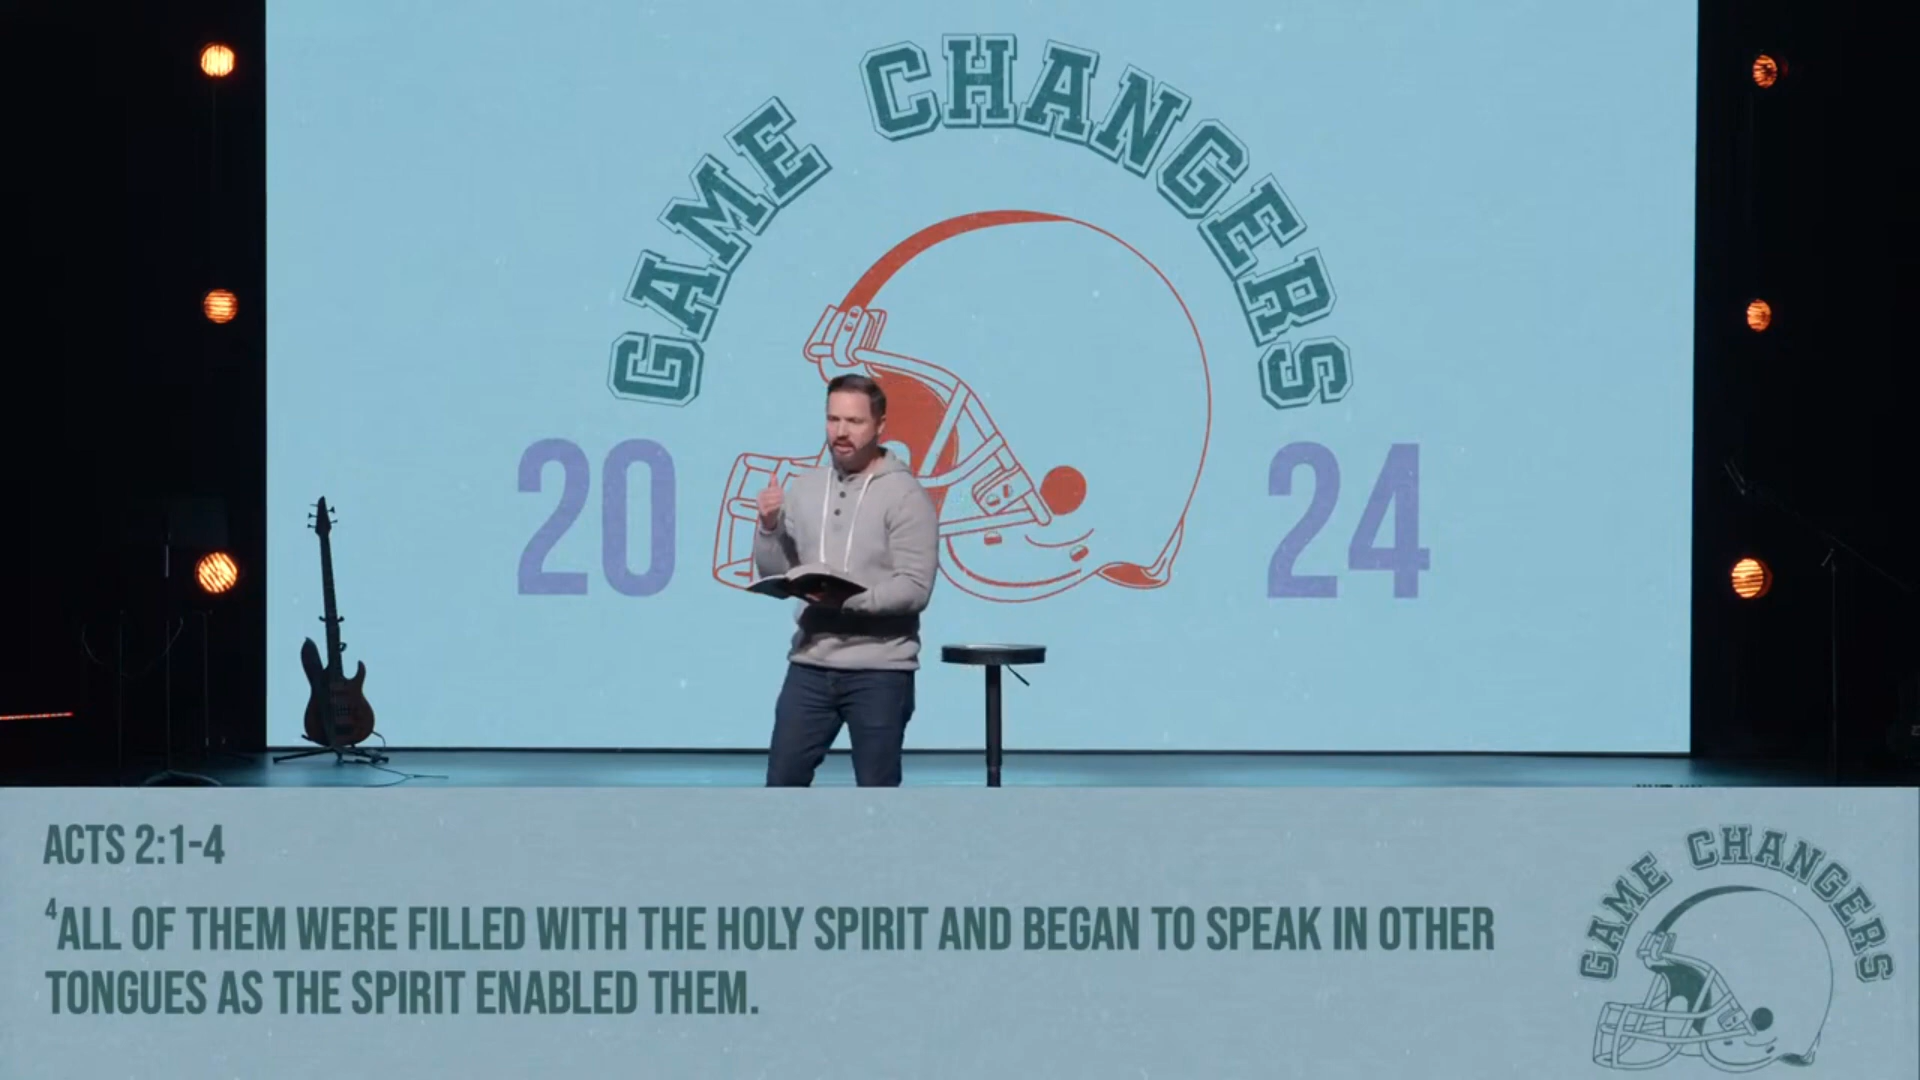 GAME CHANGERS
20 24
ACTS 2:1-4
⁴ALL OF THEM WERE FILLED WITH THE HOLY SPIRIT AND BEGAN TO SPEAK IN OTHER
TONGUES AS THE SPIRIT ENABLED THEM.
GAME CHANGERS